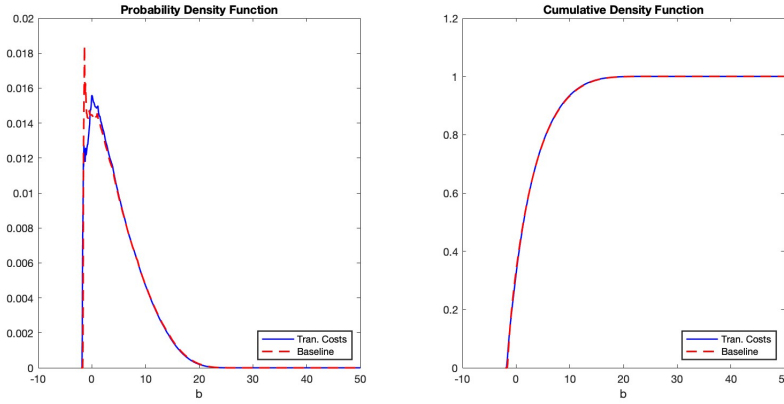 Probability Density Function
0.02
0.018
0.016
0.014
0.012
0.01
0.008
0.006
0.004
0.002
0
-10 0 10 20 30 40 50
b
Tran. Costs
Baseline
Cumulative Density Function
1.2
1
0.8
0.6
0.4
0.2
0
-10 0 10 20 30 40 50
b
Tran. Costs
Baseline